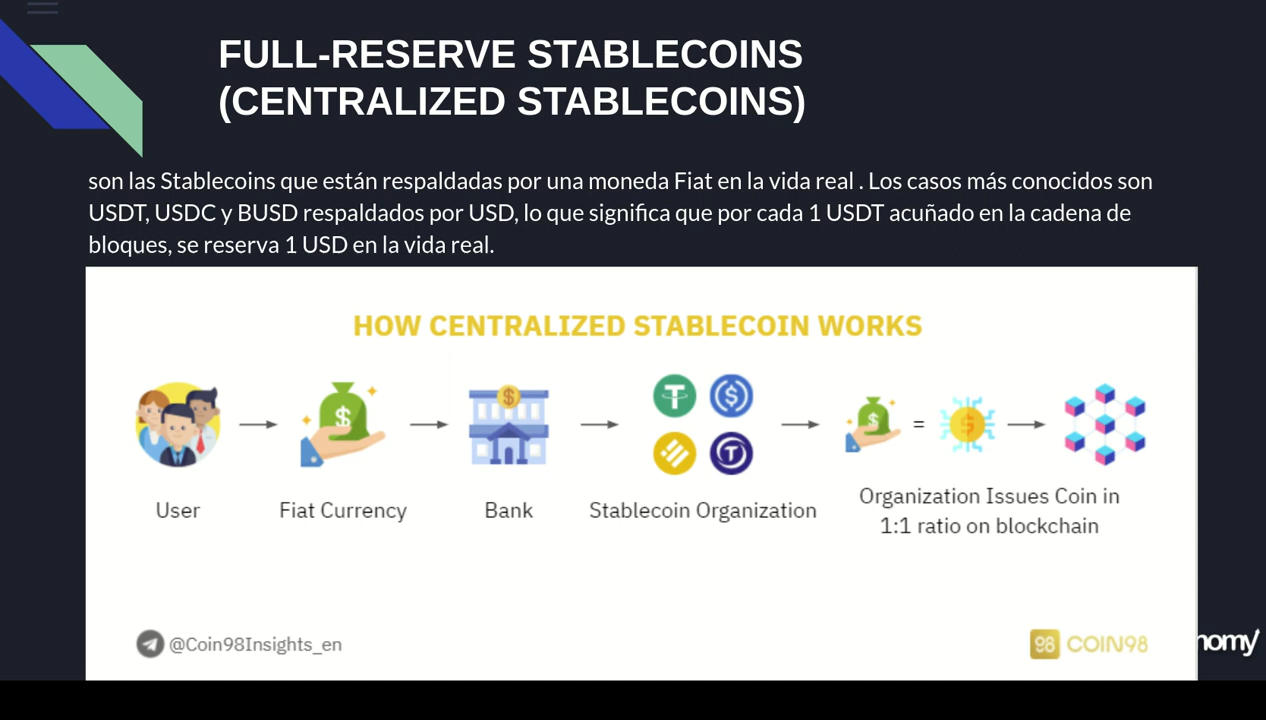 FULL-RESERVE STABLECOINS
(CENTRALIZED STABLECOINS)
son las Stablecoins que están respaldadas por una moneda Fiat en la vida real . Los casos más conocidos son
USDT, USDC y BUSD respaldados por USD, lo que significa que por cada 1 USDT acuñado en la cadena de
bloques, se reserva 1 USD en la vida real.
HOW CENTRALIZED STABLECOIN WORKS
=
User
Fiat Currency
Bank
Stablecoin Organization
Organization Issues Coin in
1:1 ratio on blockchain
@Coin98Insights_en
98 COIN98
nomy